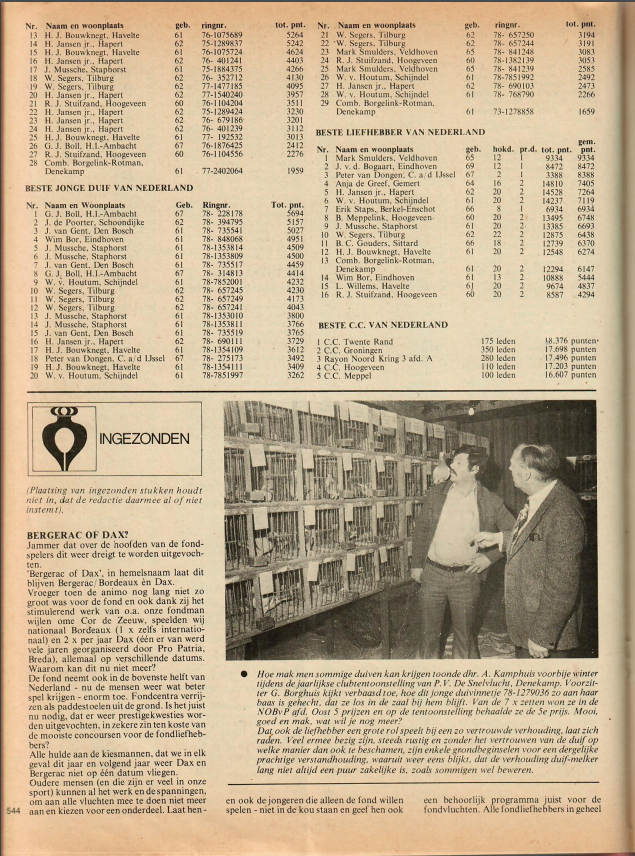 Nr. Naam en woonplaats geb. ringnr. tot. pnt.
13 H. J. Bouwknegt, Havelte 61 76-1075689 5264
14 H. Jansen jr., Hapert 62 75-1289837 5242
15 H. J. Bouwknegt, Havelte 61 76-1075724 4624
16 H. Jansen jr., Hapert 62 76- 401241 4403
17 J. Mussche, Staphorst 61 75-1884375 4266
18 W. Segers, Tilburg 62 76- 352712 4130
19 W. Segers, Tilburg 62 77-1477185 4095
20 H. Jansen jr., Hapert 62 77-1540240 3957
21 R. J. Stuifzand, Hoogeveen 60 76-1104204 3511
22 H. Jansen jr., Hapert 62 75-1289424 3230
23 H. Jansen jr., Hapert 62 76- 679186 3201
24 H. Jansen jr., Hapert 62 76- 401239 3112
25 H. J. Bouwknegt, Havelte 61 77- 192532 3013
26 G. J. Boll, H.I.-Ambacht 67 76-1876425 2412
27 R. J. Stuifzand, Hoogeveen 60 76-1104556 2276
28 Comb. Borgelink-Rotman,
Denekamp 61 77-2402064 1959
BESTE JONGE DUIF VAN NEDERLAND
Nr. Naam en woonplaats Geb. Ringnr. Tot. pnt.
1 G. J. Boll, H.I.-Ambacht 67 78- 228178 5694
2 J. de Poorter, Schoondijke 62 78- 394795 5157
3 J. van Gent, Den Bosch 61 78- 735541 5027
4 Wim Bor, Eindhoven 61 78- 848068 4951
5 J. Mussche, Staphorst 61 78-1353814 4509
6 J. Mussche, Staphorst 61 78-1353809 4500
7 J. van Gent, Den Bosch 61 78- 735517 4459
8 G. J. Boll, H.I.-Ambacht 67 78- 314813 4414
9 W. v. Houtum, Schijndel 61 78-7852001 4232
10 W. Segers, Tilburg 62 78- 657245 4230
11 W. Segers, Tilburg 62 78- 657249 4173
12 W. Segers, Tilburg 62 78- 657241 4043
13 J. Mussche, Staphorst 61 78-1353010 3800
14 J. Mussche, Staphorst 61 78-1353811 3766
15 J. van Gent, Den Bosch 61 78- 735519 3765
16 H. Jansen jr., Hapert 62 78- 690111 3729
17 H. J. Bouwknegt, Havelte 61 78-1354109 3612
18 Peter van Dongen, C. a/d IJssel 67 78- 275173 3492
19 H. J. Bouwknegt, Havelte 61 78-1354111 3409
20 W. v. Houtum, Schijndel 61 78-7851997 3262
Nr. Naam en woonplaats geb. ringnr. tot. pnt.
21 W. Segers, Tilburg 62 78- 657250 3194
22 W. Segers, Tilburg 62 78- 657244 3191
23 Mark Smulders, Veldhoven 65 78- 841248 3083
24 R. J. Stuifzand, Hoogeveen 60 78-1382139 3053
25 Mark Smulders, Veldhoven 65 78- 841239 2585
26 W. v. Houtum, Schijndel 61 78-7851992 2492
27 H. Jansen jr., Hapert 62 78- 690103 2473
28 W. v. Houtum, Schijndel 61 78- 768790 2266
29 Comb. Borgelink-Rotman,
Denekamp 61 73-1278858 1659
BESTE LIEFHEBBER VAN NEDERLAND
gem.
Nr. Naam en woonplaats geb. hokd. pr.d. tot. pnt. pnt.
1 Mark Smulders, Veldhoven 65 12 1 9334 9334
2 J. v.d. Bogaart, Eindhoven 69 12 1 8472 8472
3 Peter van Dongen, C. a/d IJssel 67 2 1 3388 8388
4 Anja de Greef, Gemert 64 16 2 14810 7405
5 H. Jansen jr., Hapert 62 20 2 14528 7264
6 W. v. Houtum, Schijndel 61 20 2 14237 7119
7 Erik Staps, Berkel-Enschot 66 8 1 6934 6934
8 B. Meppelink, Hoogeveen 60 20 2 13495 6748
9 J. Mussche, Staphorst 61 20 2 13385 6693
10 W. Segers, Tilburg 62 22 2 12875 6438
11 B. C. Gouders, Sittard 66 18 2 12739 6370
12 H. J. Bouwknegt, Havelte 61 20 2 12548 6274
13 Comb. Borgelink-Rotman,
Denekamp 61 20 2 12294 6147
14 Wim Bor, Eindhoven 61 13 2 10888 5444
15 L. Willems, Havelte 61 20 2 9674 4837
16 R. J. Stuifzand, Hoogeveen 60 20 2 8587 4294
BESTE C.C. VAN NEDERLAND
1 C.C. Twente Rand 175 leden 18.376 punten
2 C.C. Groningen 350 leden 17.698 punten
3 Rayon Noord Kring 3 afd. A 280 leden 17.496 punten
4 C.C. Hoogeveen 110 leden 17.203 punten
5 C.C. Meppel 100 leden 16.607 punten
INGEZONDEN
(Plaatsing van ingezonden stukken houdt
niet in, dat de redactie daarmee al of niet
instemt).
BERGERAC OF DAX?
Jammer dat over de hoofden van de fond-
spelers dit weer dreigt te worden uitgevoch-
ten.
'Bergerac of Dax', in hemelsnaam laat dit
blijven Bergerac/Bordeaux èn Dax.
Vroeger toen de animo nog lang niet zo
groot was voor de fond en ook dank zij het
stimulerend werk van o.a. onze fondman
wijlen ome Cor de Zeeuw, speelden wij
nationaal Bordeaux (1 x zelfs internatio-
naal) en 2 x per jaar Dax (één er van werd
vele jaren georganiseerd door Pro Patria,
Breda), allemaal op verschillende datums.
Waarom kan dit nu niet meer?
De fond neemt ook in de bovenste helft van
Nederland - nu de mensen weer wat beter
spel krijgen - enorm toe. Fondcentra verrij-
zen als paddestoelen uit de grond. Is het juist
nu nodig, dat er weer prestigekwesties wor-
den uitgevochten, in zekere zin ten koste van
de mooiste concoursen voor de fondliefheb-
bers?
Alle hulde aan de kiesmannen, dat we in elk
geval dit jaar en volgend jaar weer Dax en
Bergerac niet op één datum vliegen.
Oudere mensen (en die zijn er veel in onze
sport) kunnen al het werk en de spanningen,
om aan alle vluchten mee te doen niet meer
aan en kiezen voor een onderdeel. Laat hen-
● Hoe mak men sommige duiven kan krijgen toonde dhr. A. Kamphuis voorbije winter
tijdens de jaarlijkse clubtentoonstelling van P.V. De Snelvlucht, Denekamp. Voorzit-
ter G. Borghuis kijkt verbaasd toe, hoe dit jonge duivinnetje 78-1279036 zo aan haar
baas is gehecht, dat ze los in de zaal bij hem blijft. Van de 7 x zetten won ze in de
NOBvP afd. Oost 5 prijzen en op de tentoonstelling behaalde ze de 5e prijs. Mooi,
goed en mak, wat wil je nog meer?
Dat ook de liefhebber een grote rol speelt bij een zo vertrouwde verhouding, laat zich
raden. Veel ermee bezig zijn, steeds rustig en zonder het vertrouwen van de duif op
welke manier dan ook te beschamen, zijn enkele grondbeginselen voor een dergelijke
prachtige verstandhouding, waaruit weer eens blijkt, dat de verhouding duif-melker
lang niet altijd een puur zakelijke is, zoals sommigen wel beweren.
en ook de jongeren die alleen de fond willen
spelen - niet in de kou staan en geef hen ook
een behoorlijk programma juist voor de
fondvluchten. Alle fondliefhebbers in geheel
544